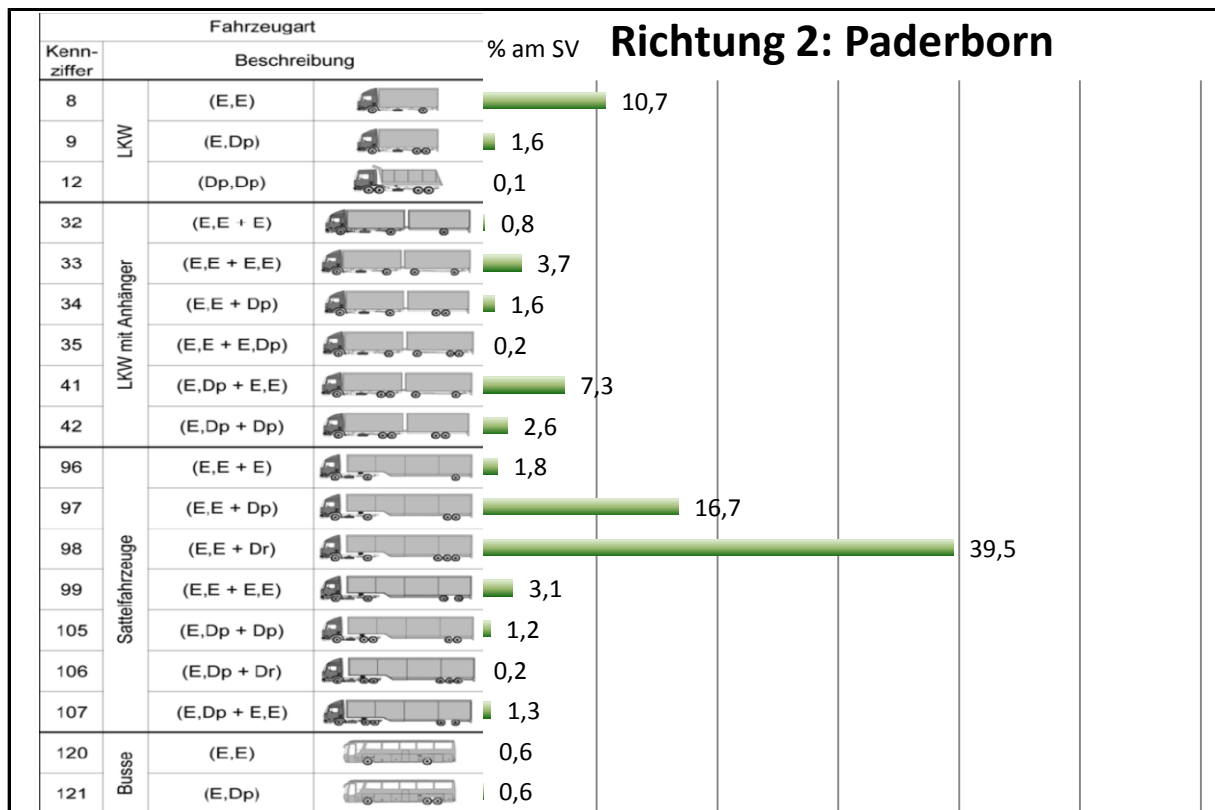 Fahrzeugart
Kenn-
ziffer
Beschreibung
% am SV
Richtung 2: Paderborn
LKW
8 (E,E) 10,7
9 (E,Dp) 1,6
12 (Dp,Dp) 0,1
LKW mit Anhänger
32 (E,E + E) 0,8
33 (E,E + E,E) 3,7
34 (E,E + Dp) 1,6
35 (E,E + E,Dp) 0,2
41 (E,Dp + E,E) 7,3
42 (E,Dp + Dp) 2,6
Sattelfahrzeuge
96 (E,E + E) 1,8
97 (E,E + Dp) 16,7
98 (E,E + Dr) 39,5
99 (E,E + E,E) 3,1
105 (E,Dp + Dp) 1,2
106 (E,Dp + Dr) 0,2
107 (E,Dp + E,E) 1,3
Busse
120 (E,E) 0,6
121 (E,Dp) 0,6